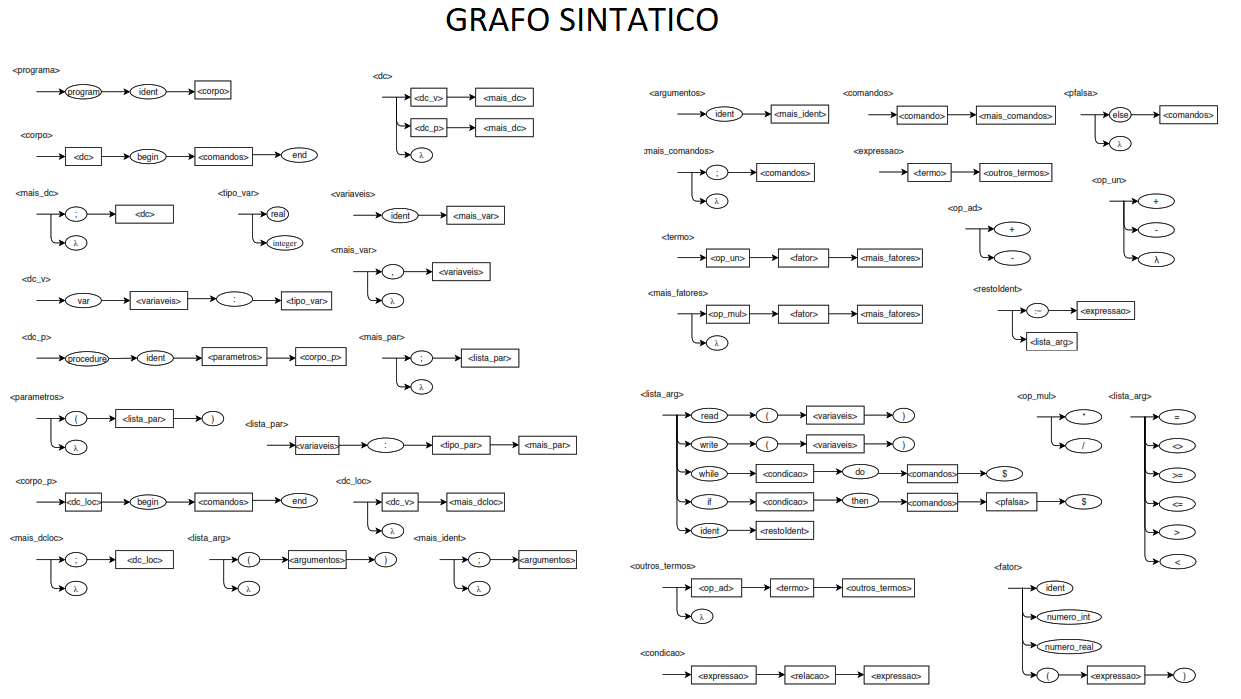 GRAFO SINTATICO
<programa>
program ident <corpo>
<corpo>
<dc> begin <comandos> end
<dc>
<dc_v> <mais_dc>
<dc_p> <mais_dc>
λ
<mais_dc>
; <dc>
λ
<tipo_var>
real
integer
<variaveis>
ident <mais_var>
<mais_var>
, <variaveis>
λ
<dc_v>
var <variaveis> : <tipo_var>
<dc_p>
procedure ident <parametros> <corpo_p>
<mais_par>
; <lista_par>
λ
<parametros>
( <lista_par> )
λ
<lista_par>
<variaveis> : <tipo_par> <mais_par>
<corpo_p>
<dc_loc> begin <comandos> end
<dc_loc>
<dc_v> <mais_dcloc>
λ
<mais_dcloc>
; <dc_loc>
λ
<lista_arg>
( <argumentos> )
λ
<mais_ident>
; <argumentos>
λ
<argumentos>
ident <mais_ident>
<comandos>
<comando> <mais_comandos>
<pfalsa>
else <comandos>
λ
:mais_comandos>
; <comandos>
λ
<expressao>
<termo> <outros_termos>
<op_un>
+
-
λ
<op_ad>
+
-
<termo>
<op_un> <fator> <mais_fatores>
<mais_fatores>
<op_mul> <fator> <mais_fatores>
λ
<restoIdent>
:= <expressao>
<lista_arg>
<lista_arg>
read ( <variaveis> )
write ( <variaveis> )
while <condicao> do <comandos> $
if <condicao> then <comandos> <pfalsa> $
ident <restoIdent>
<op_mul>
*
/
<lista_arg>
=
<>
>=
<=
>
<
<outros_termos>
<op_ad> <termo> <outros_termos>
λ
<fator>
ident
numero_int
numero_real
( <expressao> )
<condicao>
<expressao> <relacao> <expressao>